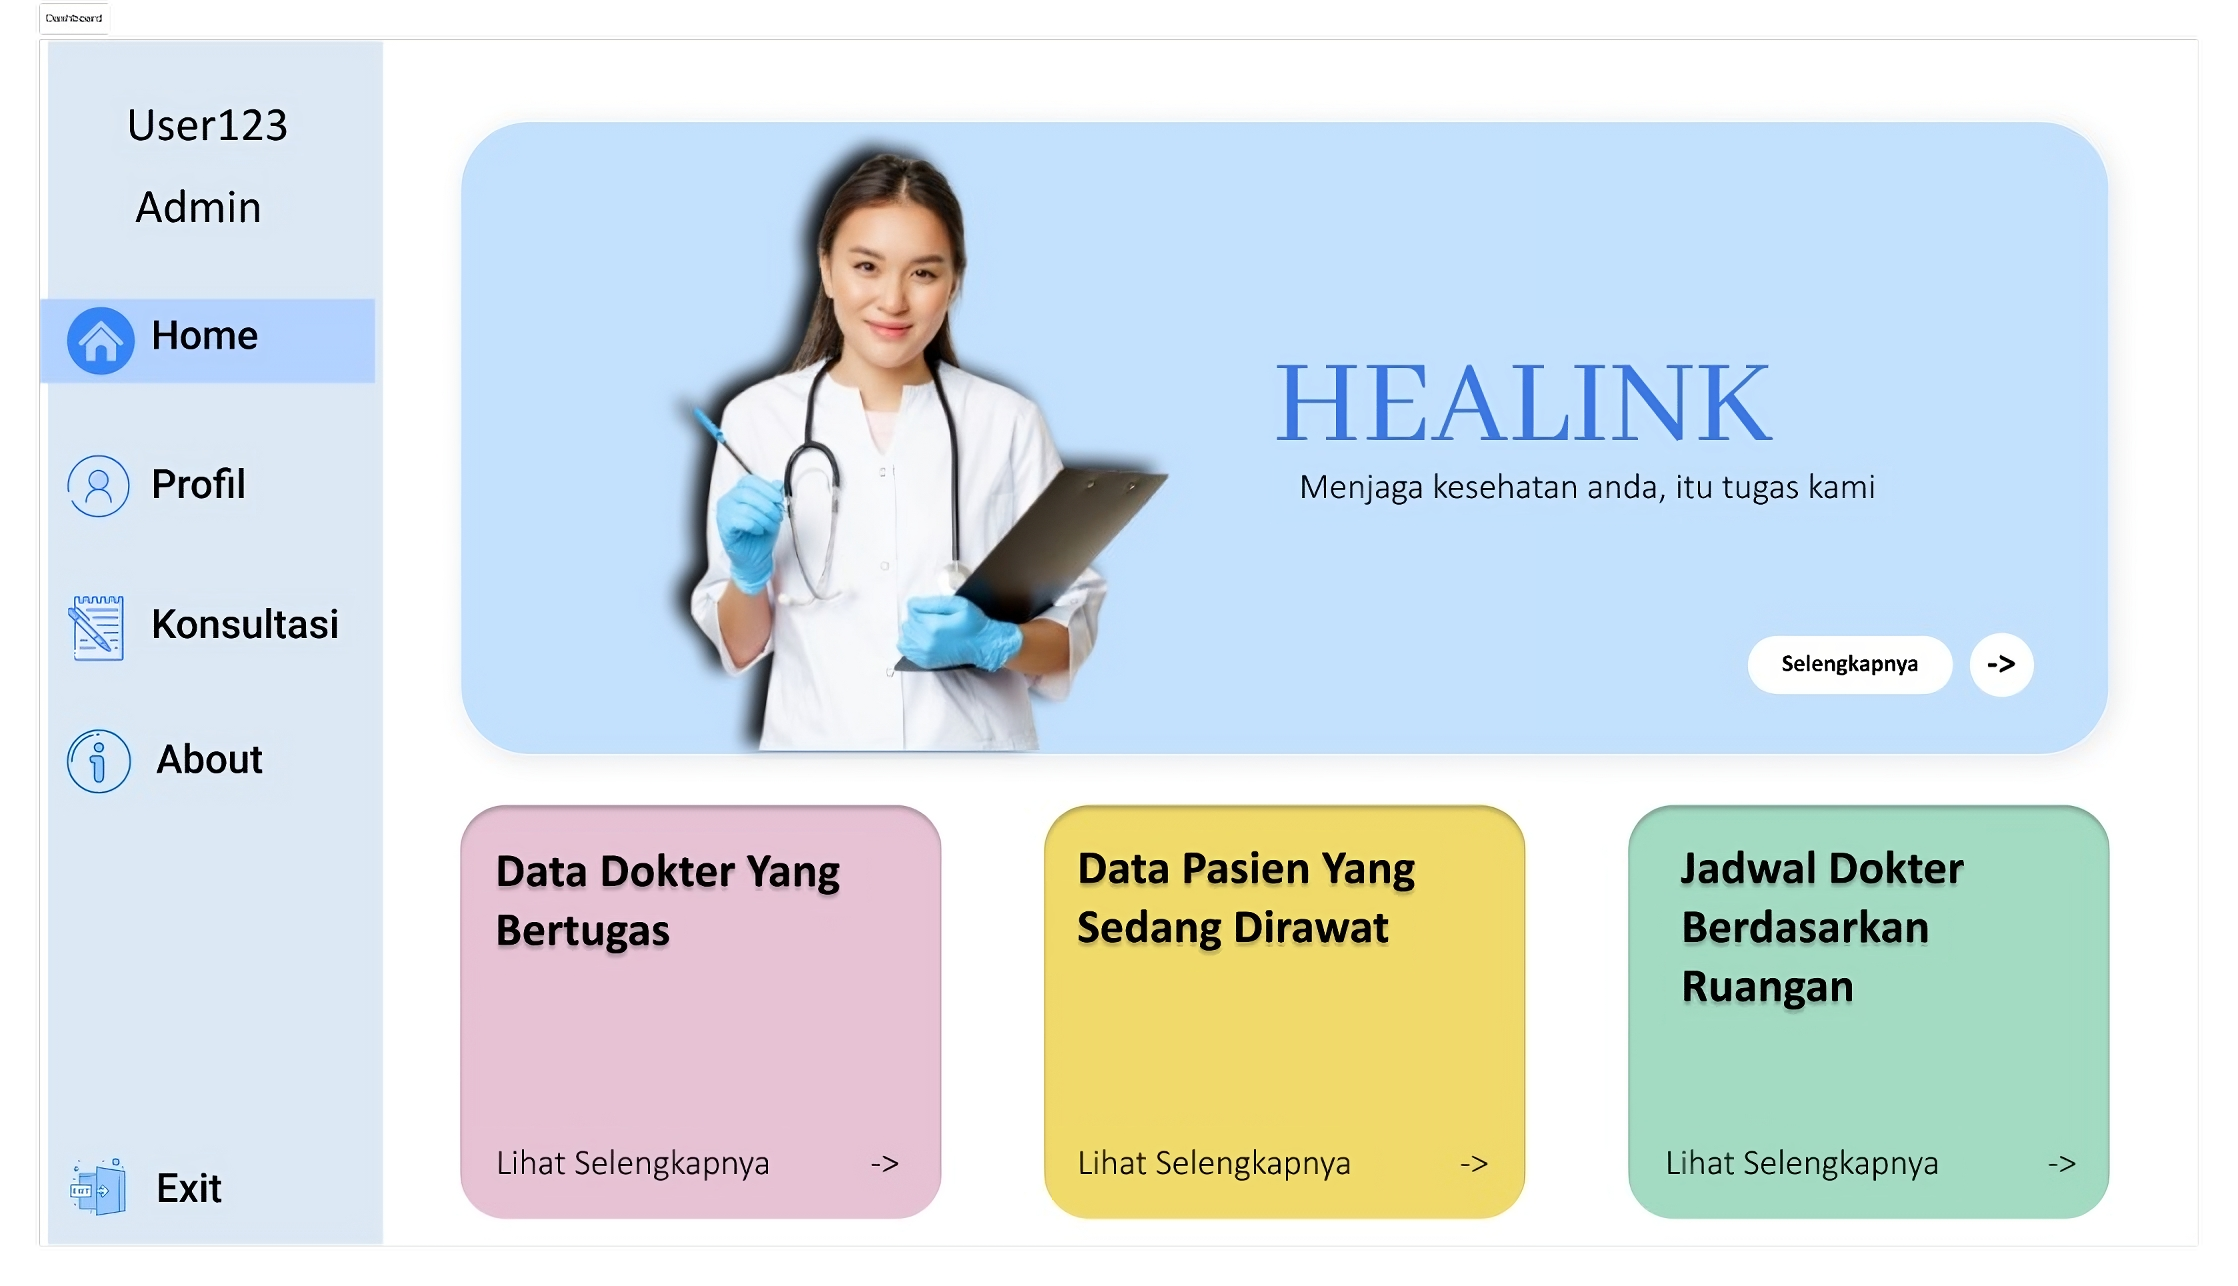 Dashboard
User123
Admin
Home
Profil
Konsultasi
About
Exit
HEALINK
Menjaga kesehatan anda, itu tugas kami
Selengkapnya ->
Data Dokter Yang
Bertugas
Lihat Selengkapnya ->
Data Pasien Yang
Sedang Dirawat
Lihat Selengkapnya ->
Jadwal Dokter
Berdasarkan
Ruangan
Lihat Selengkapnya ->